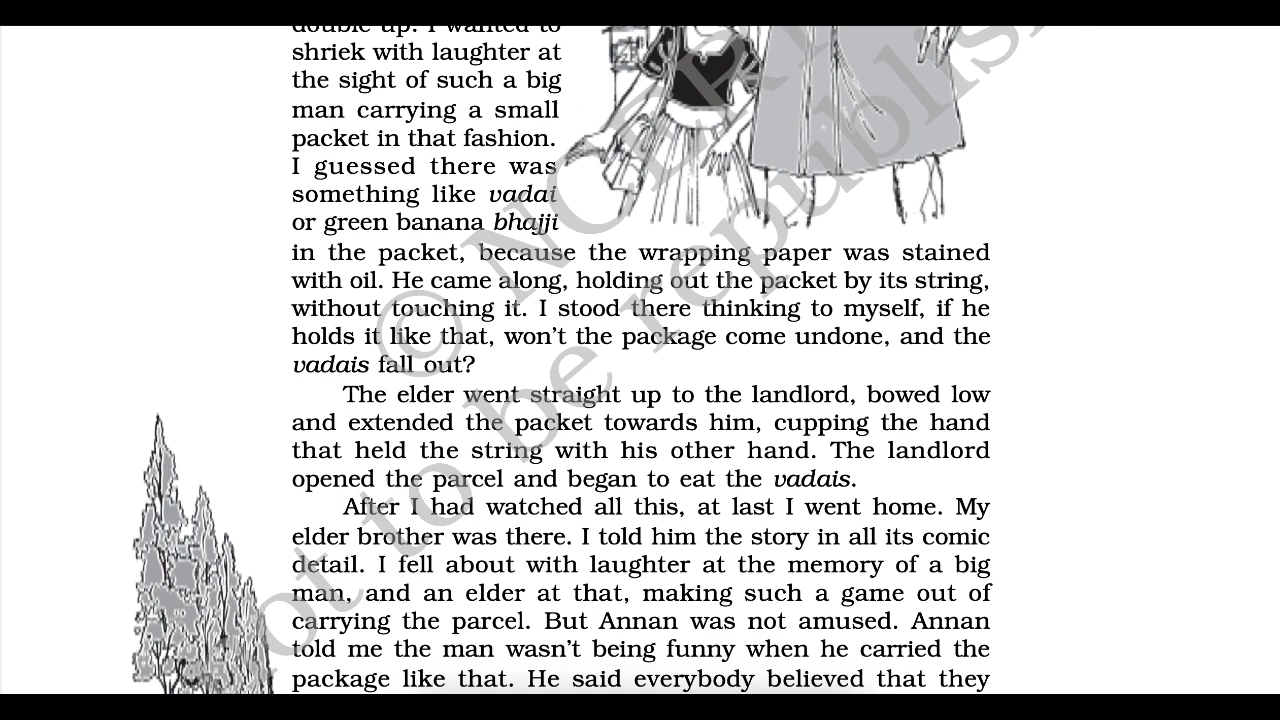 double up. I wanted to
shriek with laughter at
the sight of such a big
man carrying a small
packet in that fashion.
I guessed there was
something like vadai
or green banana bhajji
in the packet, because the wrapping paper was stained
with oil. He came along, holding out the packet by its string,
without touching it. I stood there thinking to myself, if he
holds it like that, won't the package come undone, and the
vadais fall out?
The elder went straight up to the landlord, bowed low
and extended the packet towards him, cupping the hand
that held the string with his other hand. The landlord
opened the parcel and began to eat the vadais.
After I had watched all this, at last I went home. My
elder brother was there. I told him the story in all its comic
detail. I fell about with laughter at the memory of a big
man, and an elder at that, making such a game out of
carrying the parcel. But Annan was not amused. Annan
told me the man wasn't being funny when he carried the
package like that. He said everybody believed that they
© NCERT
not to be republished